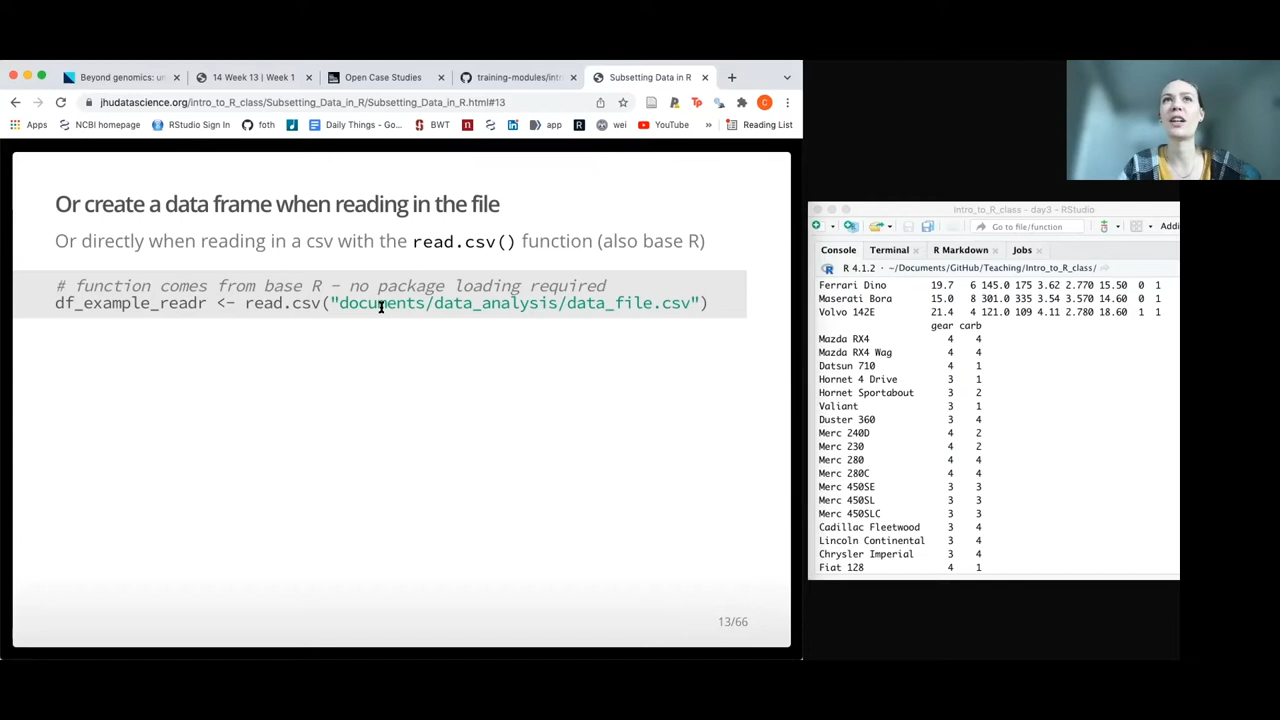 Beyond genomics: un
14 Week 13 | Week 1
Open Case Studies
training-modules/intr
Subsetting Data in R
jhudatascience.org/intro_to_R_class/Subsetting_Data_in_R/Subsetting_Data_in_R.html#13
Apps
NCBI homepage
RStudio Sign In
foth
Daily Things - Go...
BWT
app
wei
YouTube
»
Reading List
Or create a data frame when reading in the file
Or directly when reading in a csv with the read.csv() function (also base R)
# function comes from base R - no package loading required
df_example_readr <- read.csv("documents/data_analysis/data_file.csv")
13/66
intro_to_R_class - day3 - RStudio
Go to file/function
Addi
Console Terminal R Markdown Jobs
R 4.1.2 · ~/Documents/GitHub/Teaching/Intro_to_R_class/
Ferrari Dino 19.7 6 145.0 175 3.62 2.770 15.50 0 1
Maserati Bora 15.0 8 301.0 335 3.54 3.570 14.60 0 1
Volvo 142E 21.4 4 121.0 109 4.11 2.780 18.60 1 1
gear carb
Mazda RX4 4 4
Mazda RX4 Wag 4 4
Datsun 710 4 1
Hornet 4 Drive 3 1
Hornet Sportabout 3 2
Valiant 3 1
Duster 360 3 4
Merc 240D 4 2
Merc 230 4 2
Merc 280 4 4
Merc 280C 4 4
Merc 450SE 3 3
Merc 450SL 3 3
Merc 450SLC 3 3
Cadillac Fleetwood 3 4
Lincoln Continental 3 4
Chrysler Imperial 3 4
Fiat 128 4 1